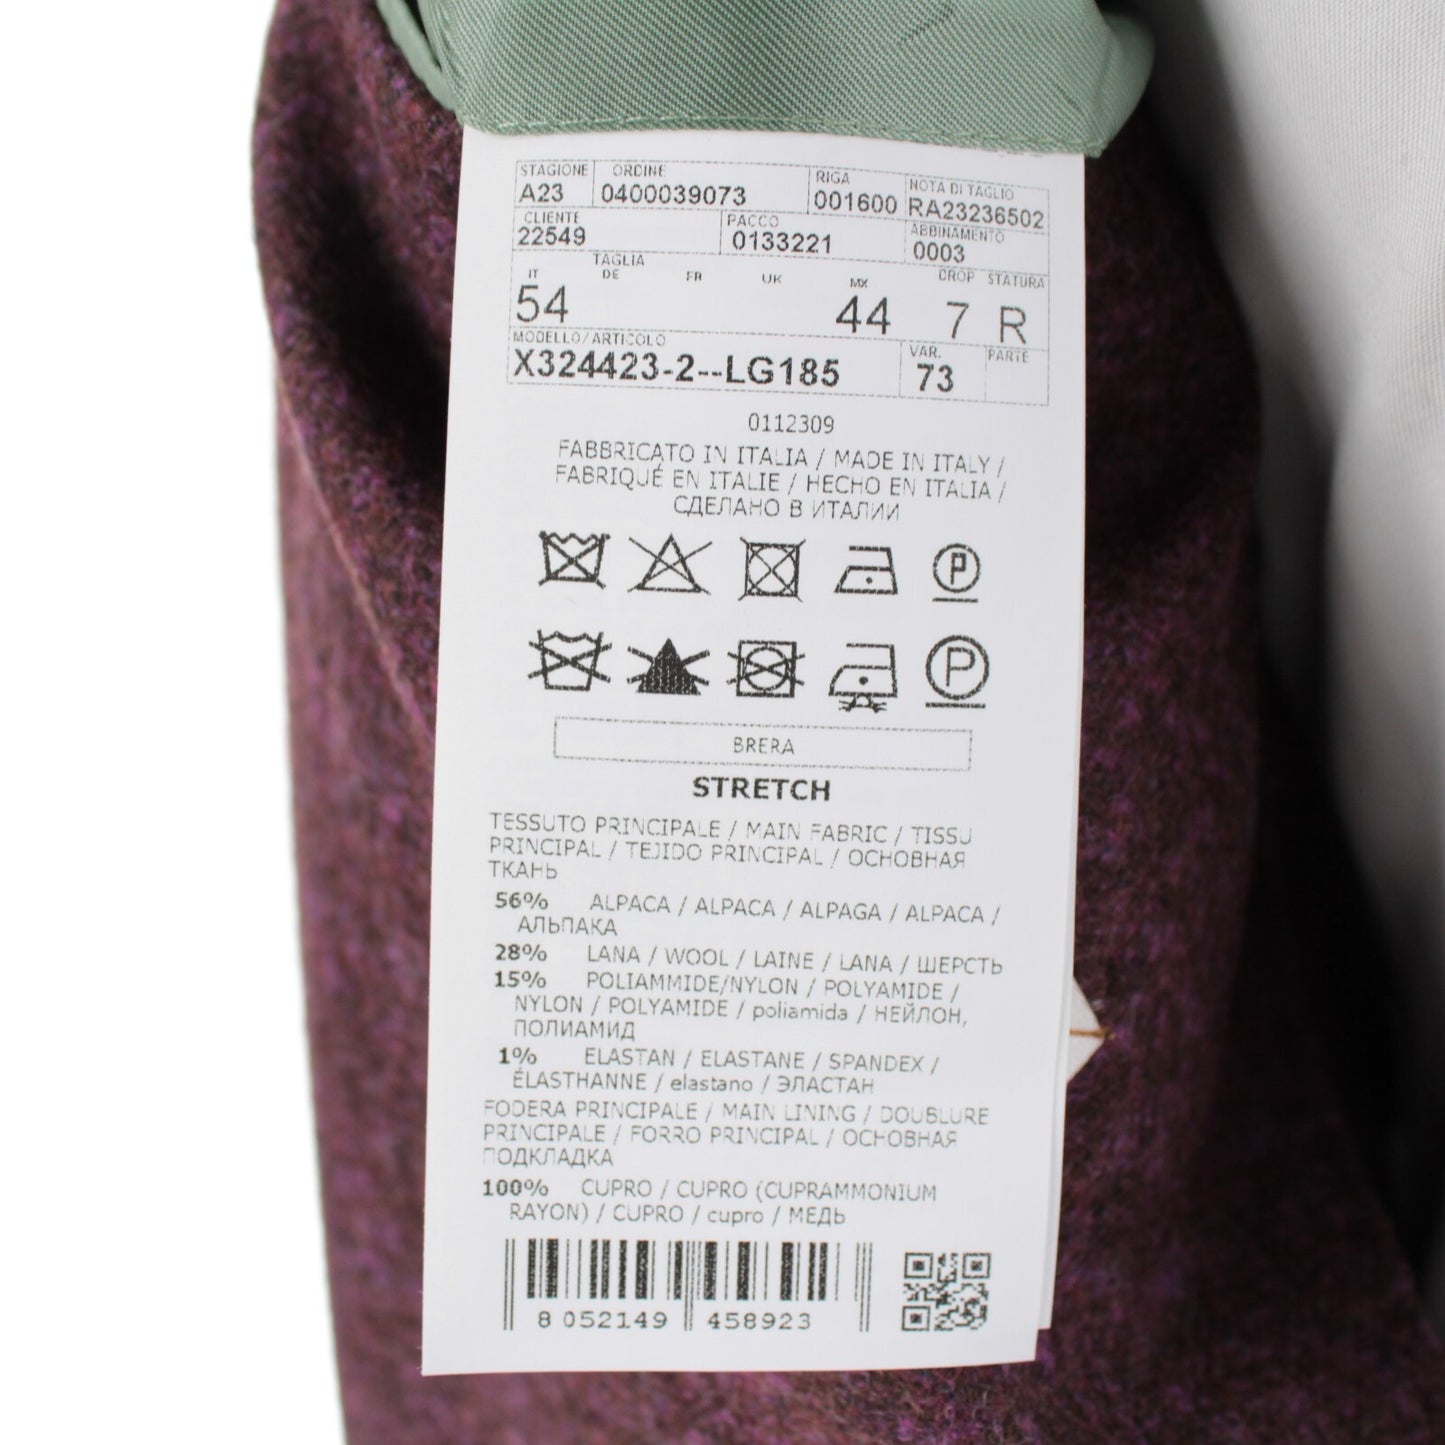 STAGIONE ORDINE RIGA NOTA DI TAGLIO
A23 0400039073 001600 RA23236502
CLIENTE PACCO ABBINAMENTO
22549 0133221 0003
TAGLIA
IT DE FR UK MX DROP STATURA
54 44 7 R
MODELLO/ARTICOLO VAR. PARTE
X324423-2--LG185 73
0112309
FABBRICATO IN ITALIA / MADE IN ITALY /
FABRIQUÉ EN ITALIE / HECHO EN ITALIA /
СДЕЛАНО В ИТАЛИИ
P
P
BRERA
STRETCH
TESSUTO PRINCIPALE / MAIN FABRIC / TISSU
PRINCIPAL / TEJIDO PRINCIPAL / ОСНОВНАЯ
ТКАНЬ
56% ALPACA / ALPACA / ALPAGA / ALPACA /
АЛЬПАКА
28% LANA / WOOL / LAINE / LANA / ШЕРСТЬ
15% POLIAMMIDE/NYLON / POLYAMIDE /
NYLON / POLYAMIDE / poliamida / НЕЙЛОН,
ПОЛИАМИД
1% ELASTAN / ELASTANE / SPANDEX /
ÉLASTHANNE / elastano / ЭЛАСТАН
FODERA PRINCIPALE / MAIN LINING / DOUBLURE
PRINCIPALE / FORRO PRINCIPAL / ОСНОВНАЯ
ПОДКЛАДКА
100% CUPRO / CUPRO (CUPRAMMONIUM
RAYON) / CUPRO / cupro / МЕДЬ
8 052149 458923